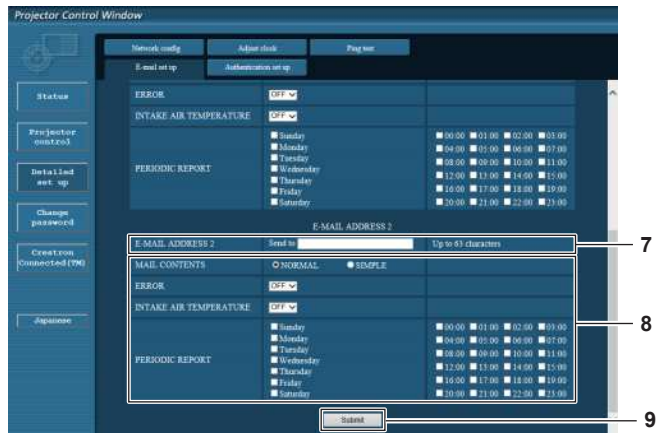 Projector Control Window
Network config Adjust clock Ping test
E-mail set up Authentication set up
Status
Projector control
Detailed set up
Change password
Crestron Connected(TM)
Japanese
ERROR OFF
INTAKE AIR TEMPERATURE OFF
PERIODIC REPORT
Sunday 00:00 01:00 02:00 03:00
Monday 04:00 05:00 06:00 07:00
Tuesday 08:00 09:00 10:00 11:00
Wednesday 12:00 13:00 14:00 15:00
Thursday 16:00 17:00 18:00 19:00
Friday 20:00 21:00 22:00 23:00
Saturday
E-MAIL ADDRESS 2
E-MAIL ADDRESS 2 Send to Up to 63 characters 7
MAIL CONTENTS NORMAL SIMPLE
ERROR OFF
INTAKE AIR TEMPERATURE OFF
8
PERIODIC REPORT
Sunday 00:00 01:00 02:00 03:00
Monday 04:00 05:00 06:00 07:00
Tuesday 08:00 09:00 10:00 11:00
Wednesday 12:00 13:00 14:00 15:00
Thursday 16:00 17:00 18:00 19:00
Friday 20:00 21:00 22:00 23:00
Saturday
Submit 9